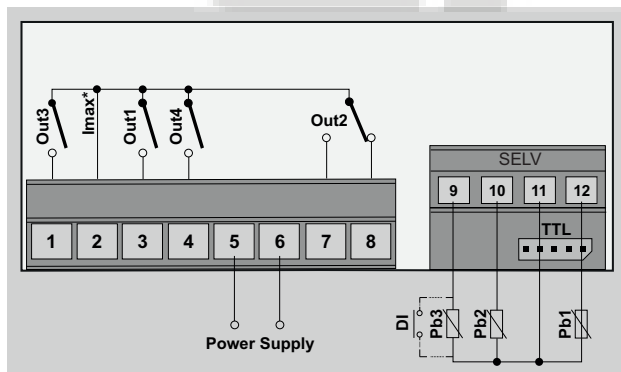 Out3
Imax*
Out1
Out4
Out2
SELV
9 10 11 12
TTL
1 2 3 4 5 6 7 8
DI
Pb3
Pb2
Pb1
Power Supply